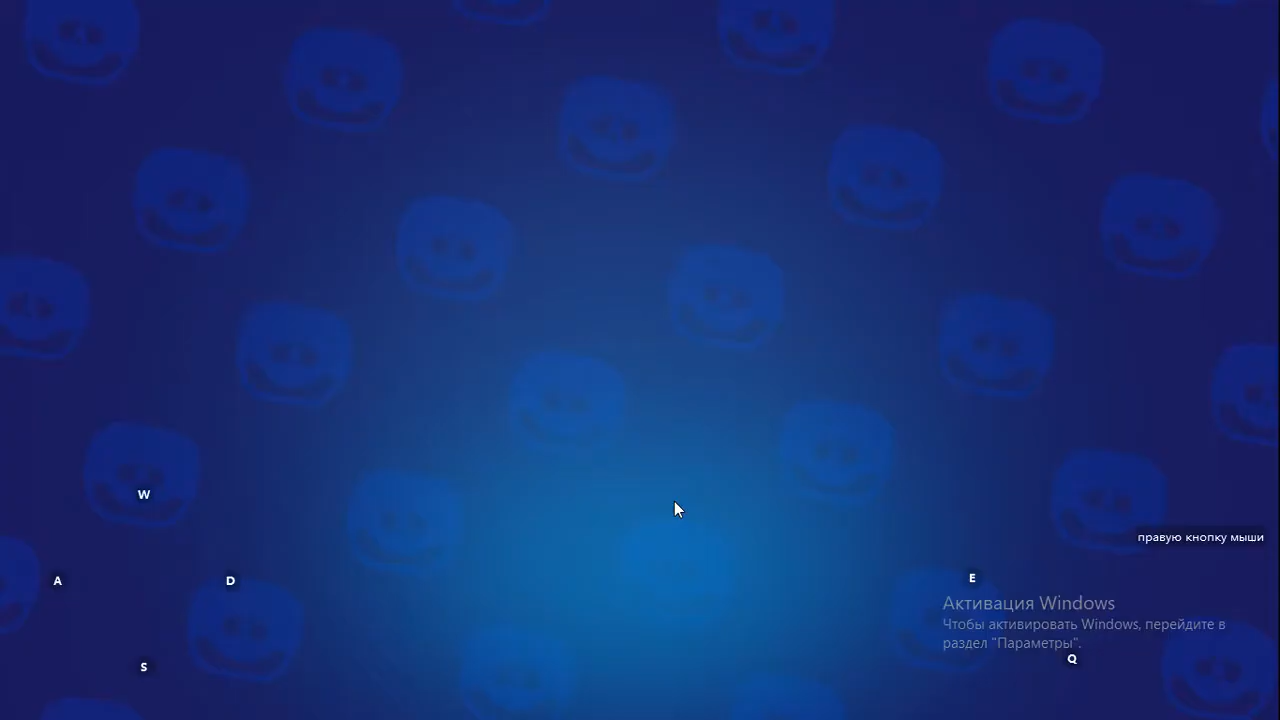 W
правую кнопку мыши
A
D
E
Активация Windows
Чтобы активировать Windows, перейдите в
раздел "Параметры".
S
Q